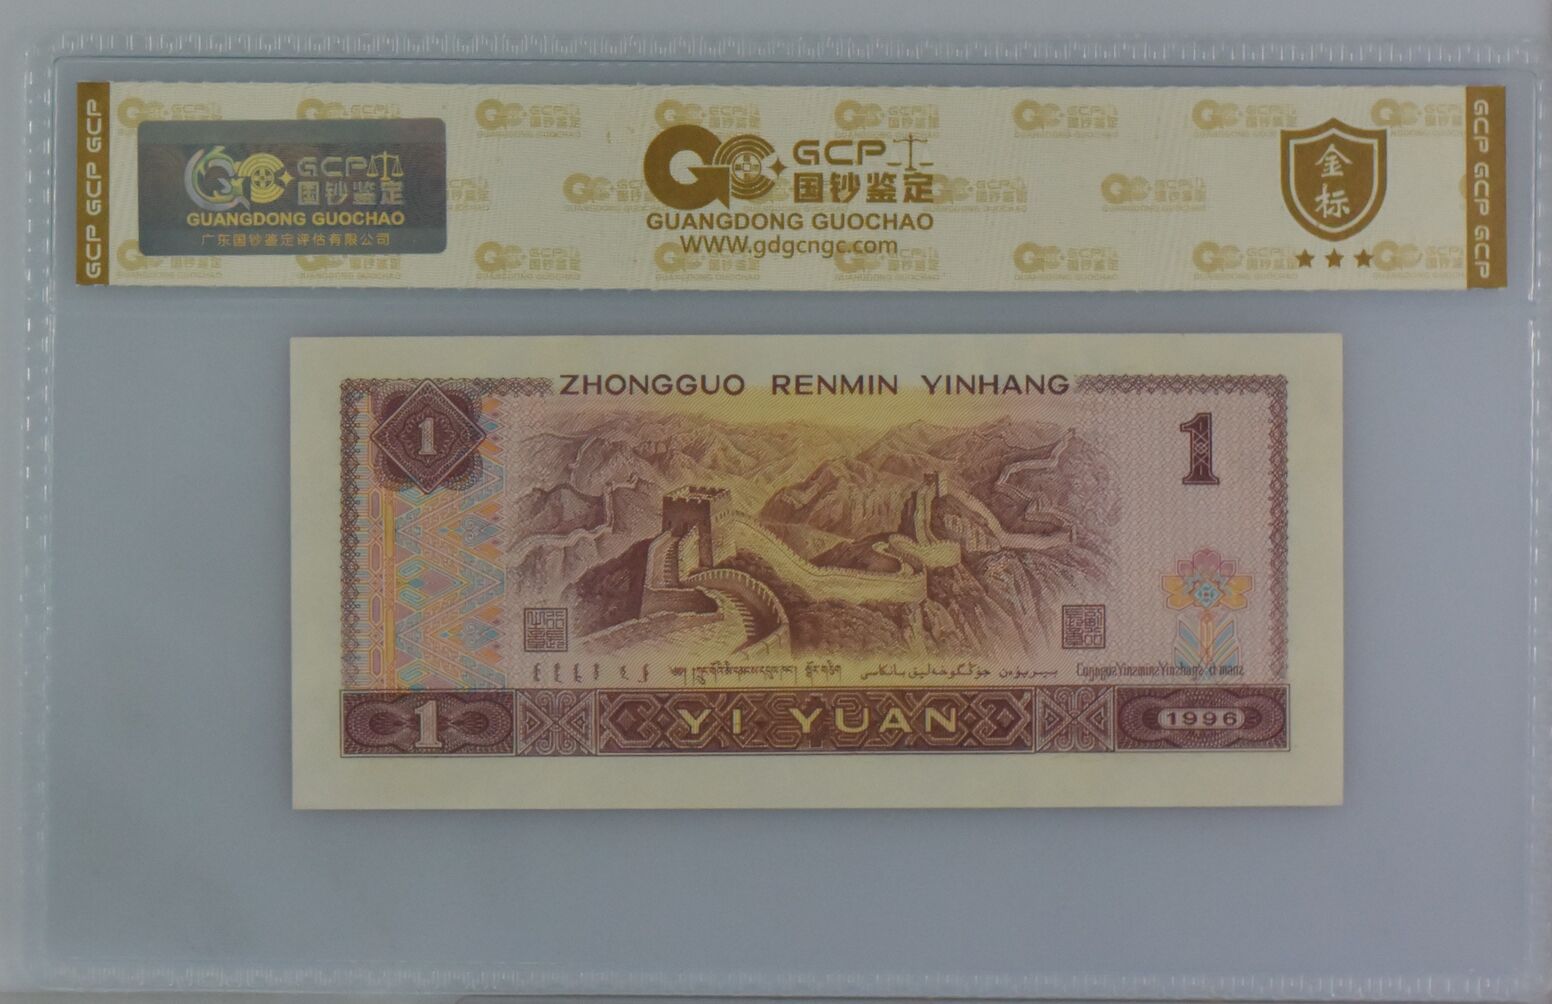 GCP GCP GCP
GCP
国钞鉴定
GUANGDONG GUOCHAO
广东国钞鉴定评估有限公司
GCP
国钞鉴定
GUANGDONG GUOCHAO
WWW.gdgcngc.com
金标
GCP GCP GCP
ZHONGGUO RENMIN YINHANG
1
1
1
YI YUAN
1996